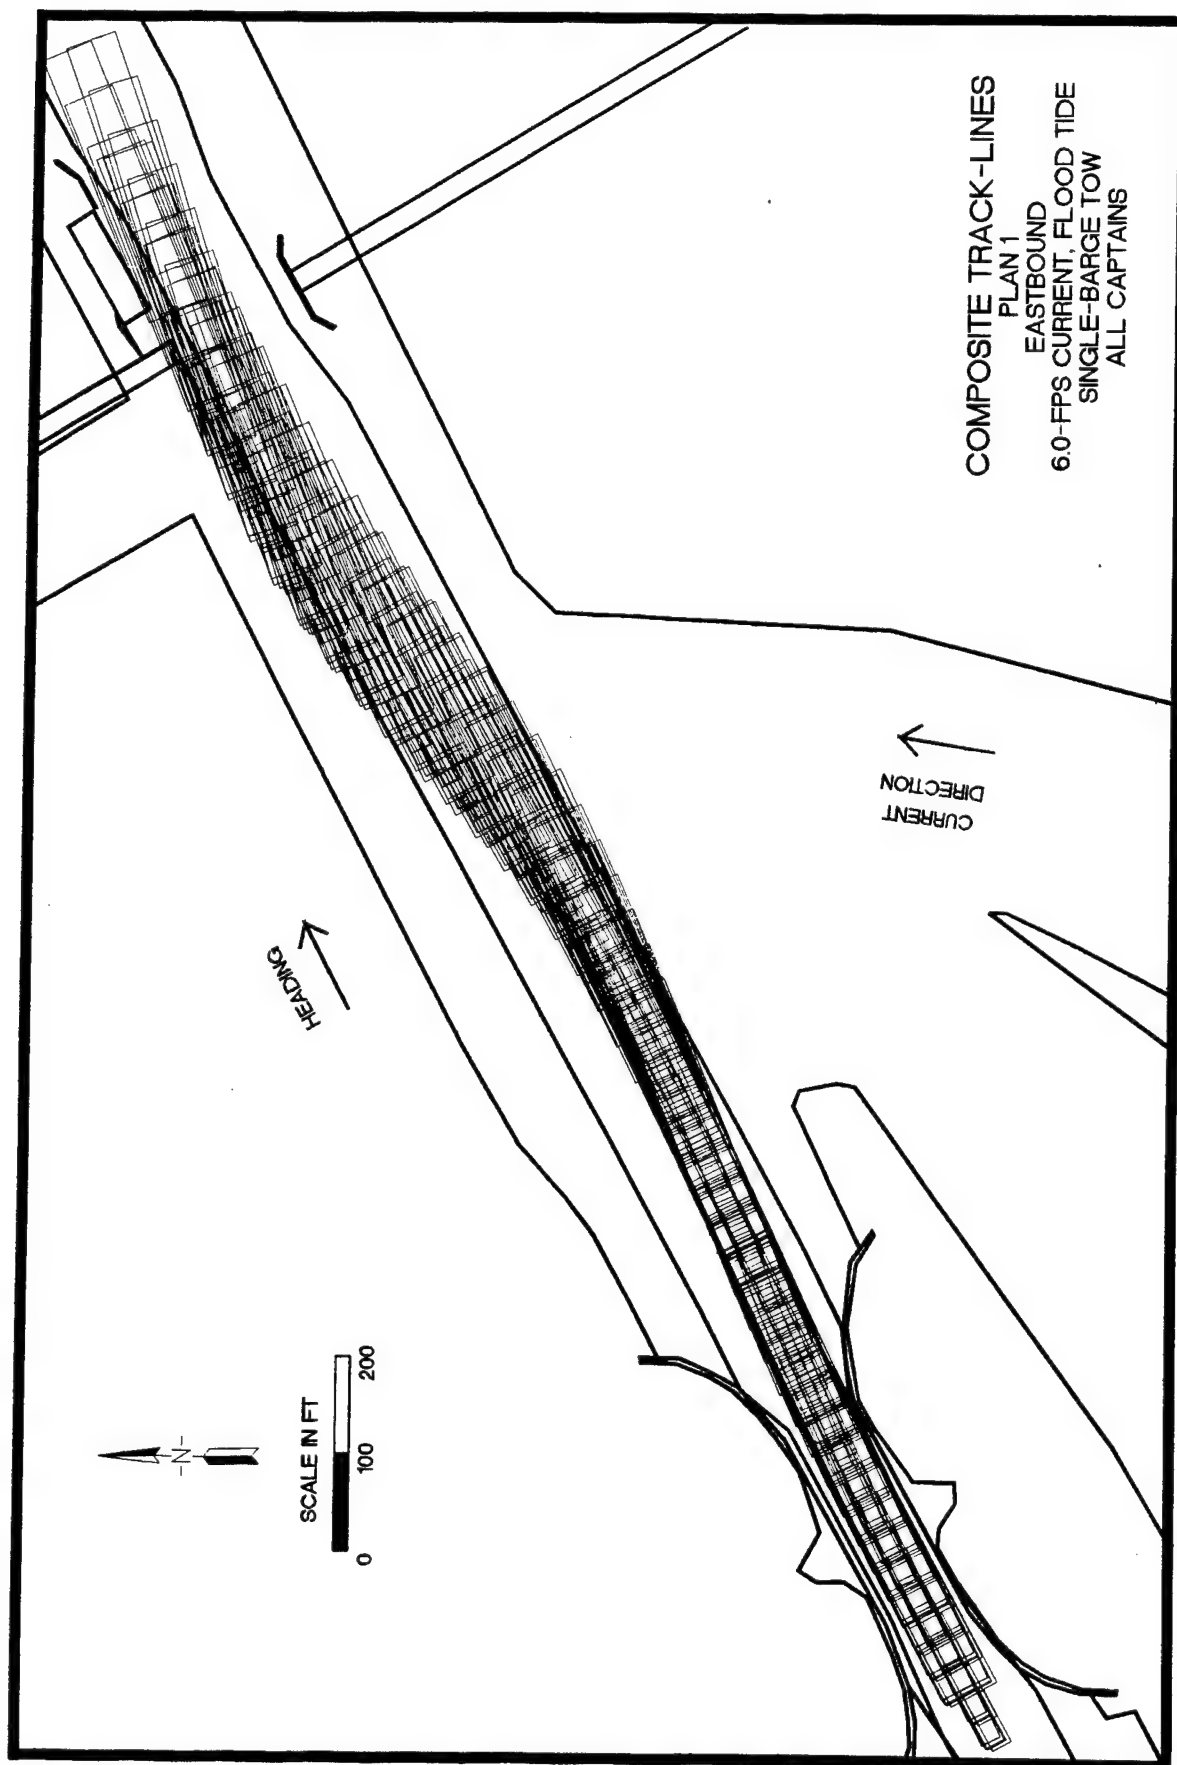 COMPOSITE TRACK-LINES
PLAN 1
EASTBOUND
6.0-FPS CURRENT, FLOOD TIDE
SINGLE-BARGE TOW
ALL CAPTAINS
HEADING
CURRENT
DIRECTION
-N-
SCALE IN FT
0 100 200